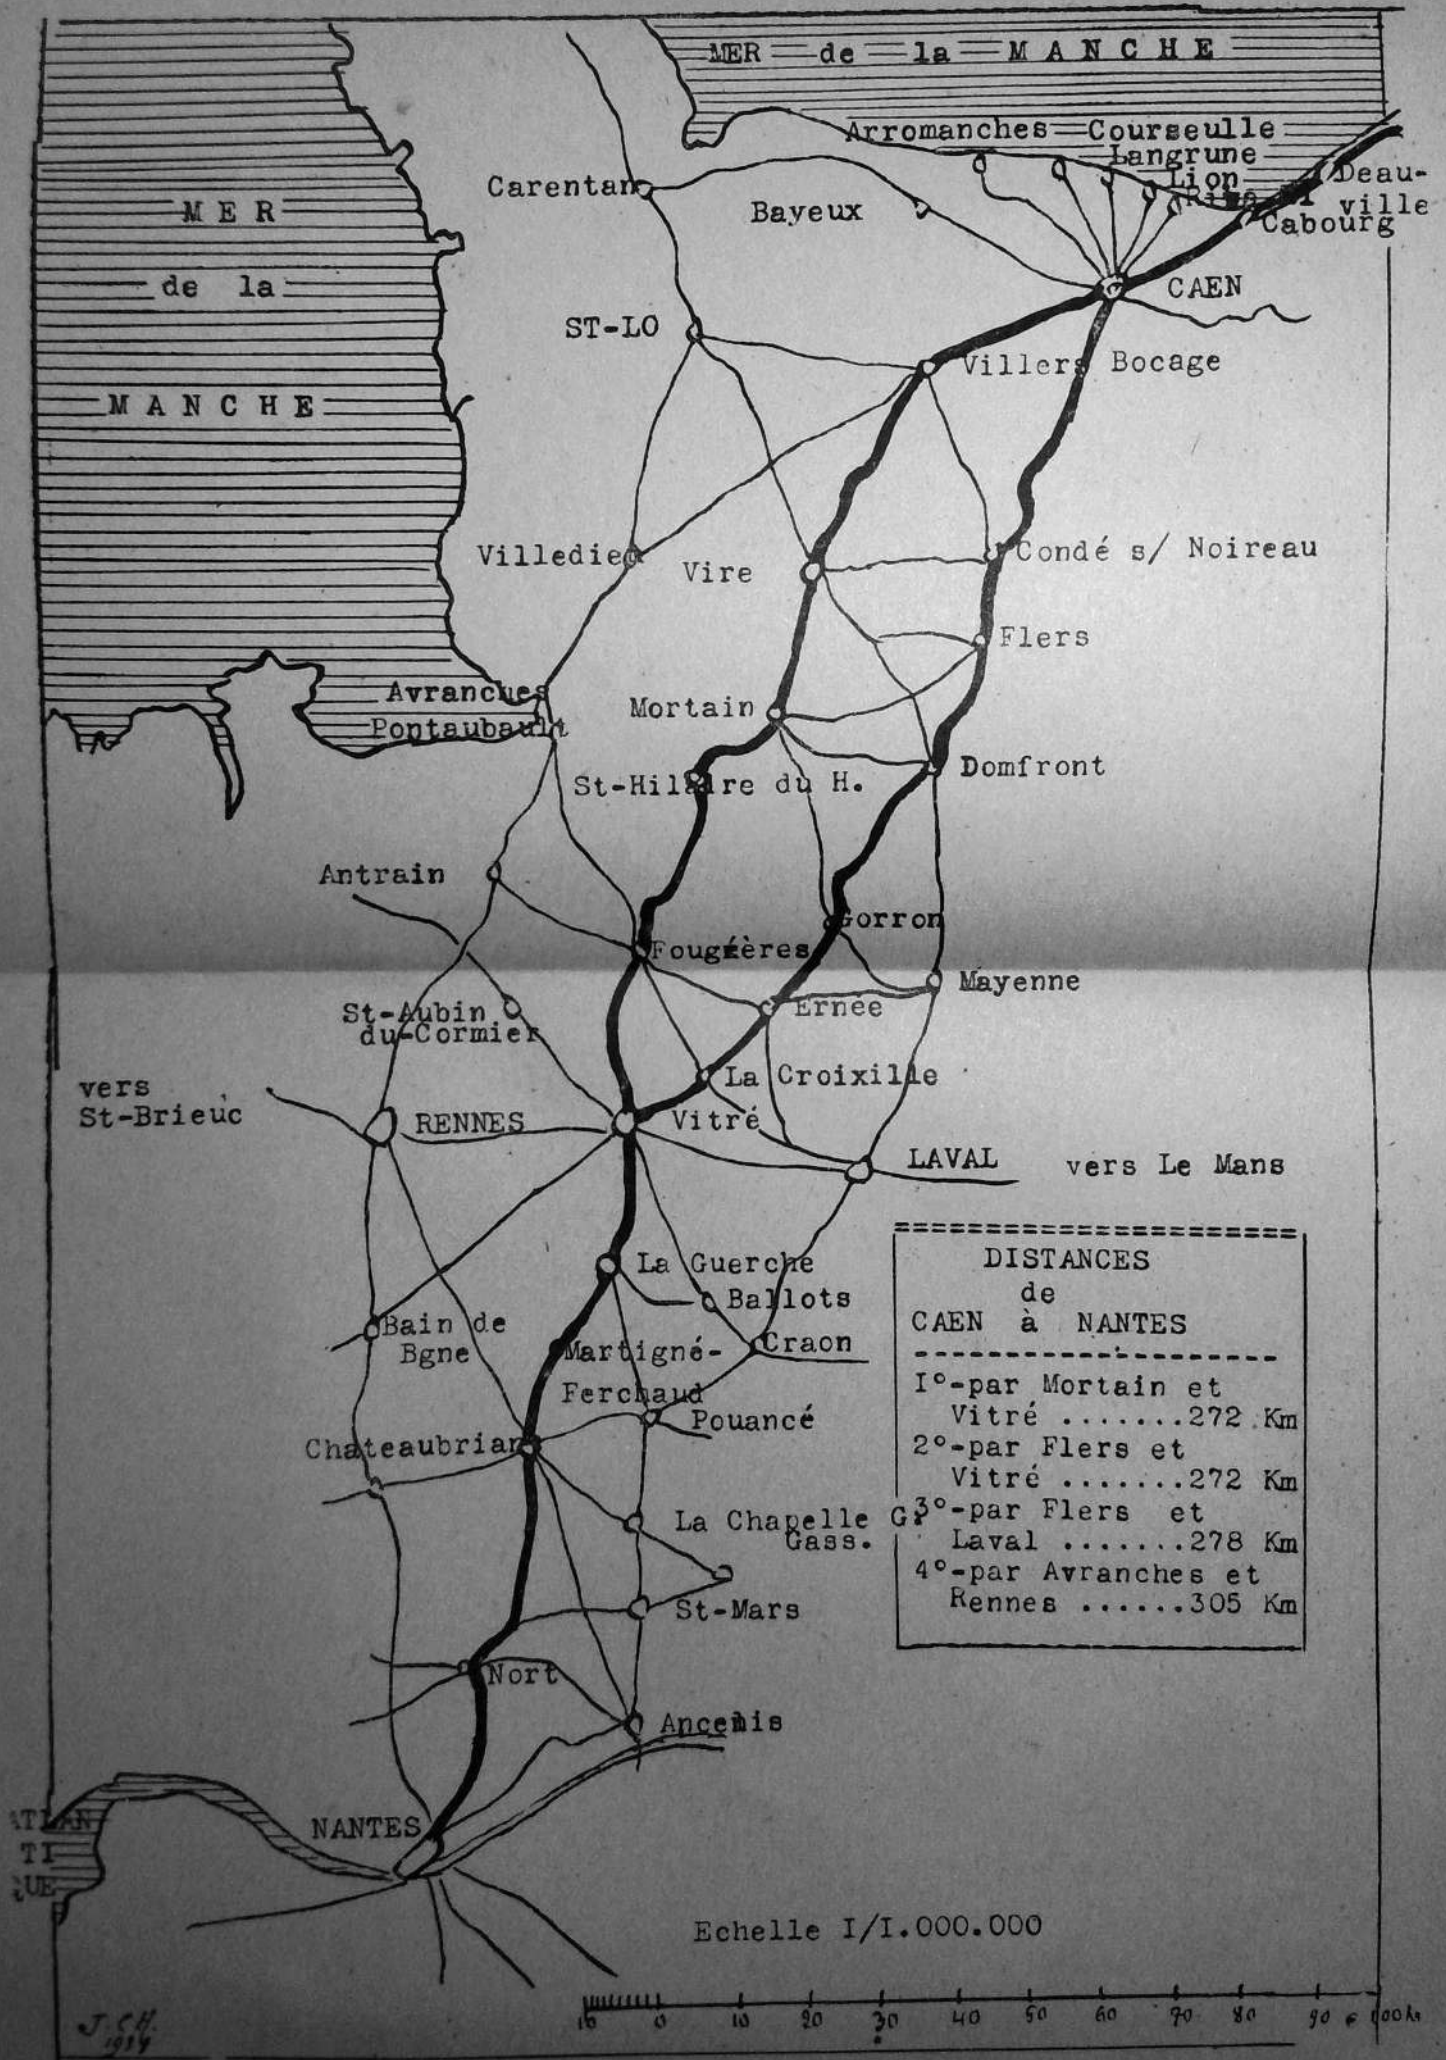 MER de la MANCHE
Arromanches Courseulle
Langrune
Lion
Deau-
ville
Cabourg
Carentan
Bayeux
CAEN
MER
de la
MANCHE
ST-LO
Villers Bocage
Villedieu
Vire
Condé s/ Noireau
Flers
Avranches
Pontaubault
Mortain
St-Hilaire du H.
Domfront
Antrain
Gorron
Fougères
Mayenne
Ernée
St-Aubin
du-Cormier
La Croixille
vers
St-Brieuc
RENNES
Vitré
LAVAL
vers Le Mans
La Guerche
Ballots
Bain de
Bgne
Martigné-
Ferchaud
Craon
Pouancé
Chateaubrian
La Chapelle G.
Gass.
St-Mars
Nort
Ancenis
DISTANCES
de
CAEN à NANTES
I°-par Mortain et
Vitré .......272 Km
2°-par Flers et
Vitré .......272 Km
3°-par Flers et
Laval .......278 Km
4°-par Avranches et
Rennes ......305 Km
ATLAN
TI
QUE
NANTES
Echelle I/I.000.000
10 0 10 20 30 40 50 60 70 80 90
J.C.H.